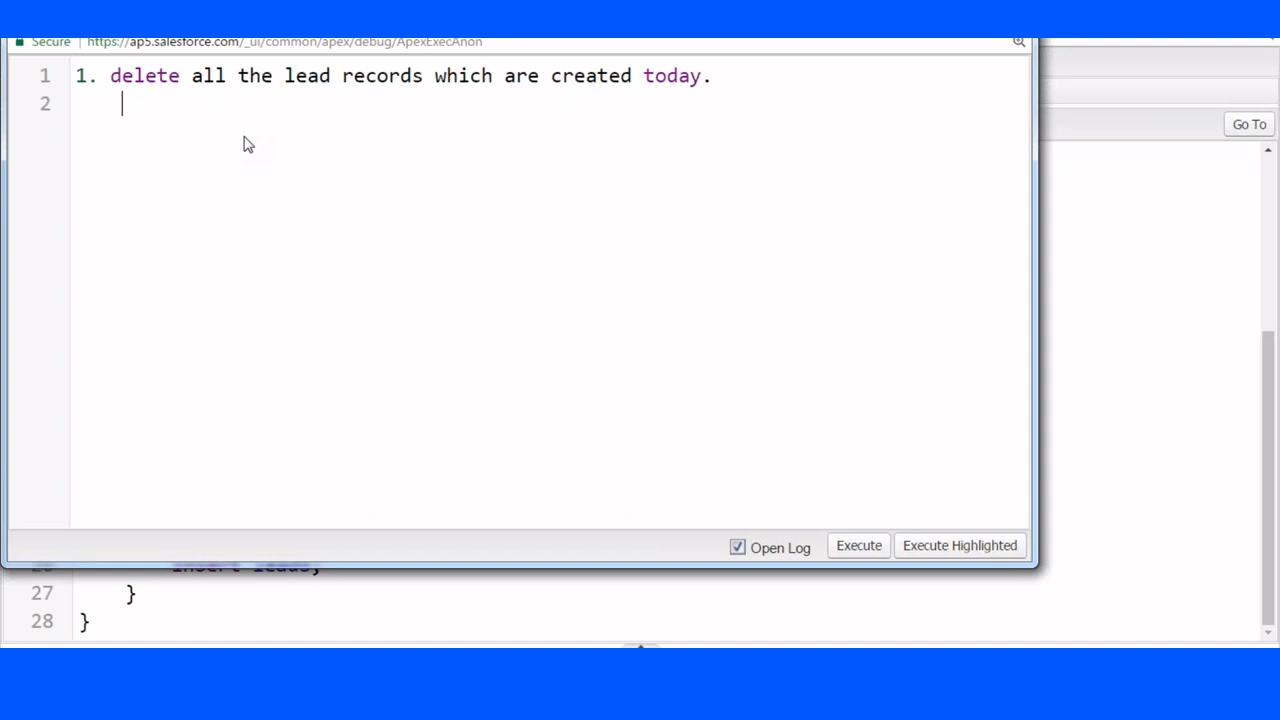 Secure | https://ap5.salesforce.com/_ui/common/apex/debug/ApexExecAnon
1 1. delete all the lead records which are created today.
2
Go To
Open Log Execute Execute Highlighted
27 }
28 }